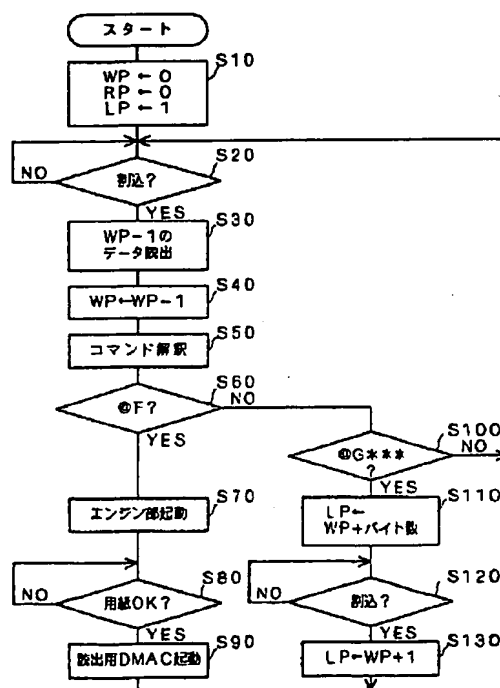 スタート
S10
WP←0
RP←0
LP←1
S20
割込?
NO
YES
S30
WP-1の
データ読出
S40
WP←WP-1
S50
コマンド解釈
S60
@F?
NO
YES
S100
@G***
?
NO
YES
S70
エンジン部起動
S110
LP←
WP+バイト数
S80
用紙OK?
NO
YES
S120
割込?
NO
YES
S90
読出用DMAC起動
S130
LP←WP+1